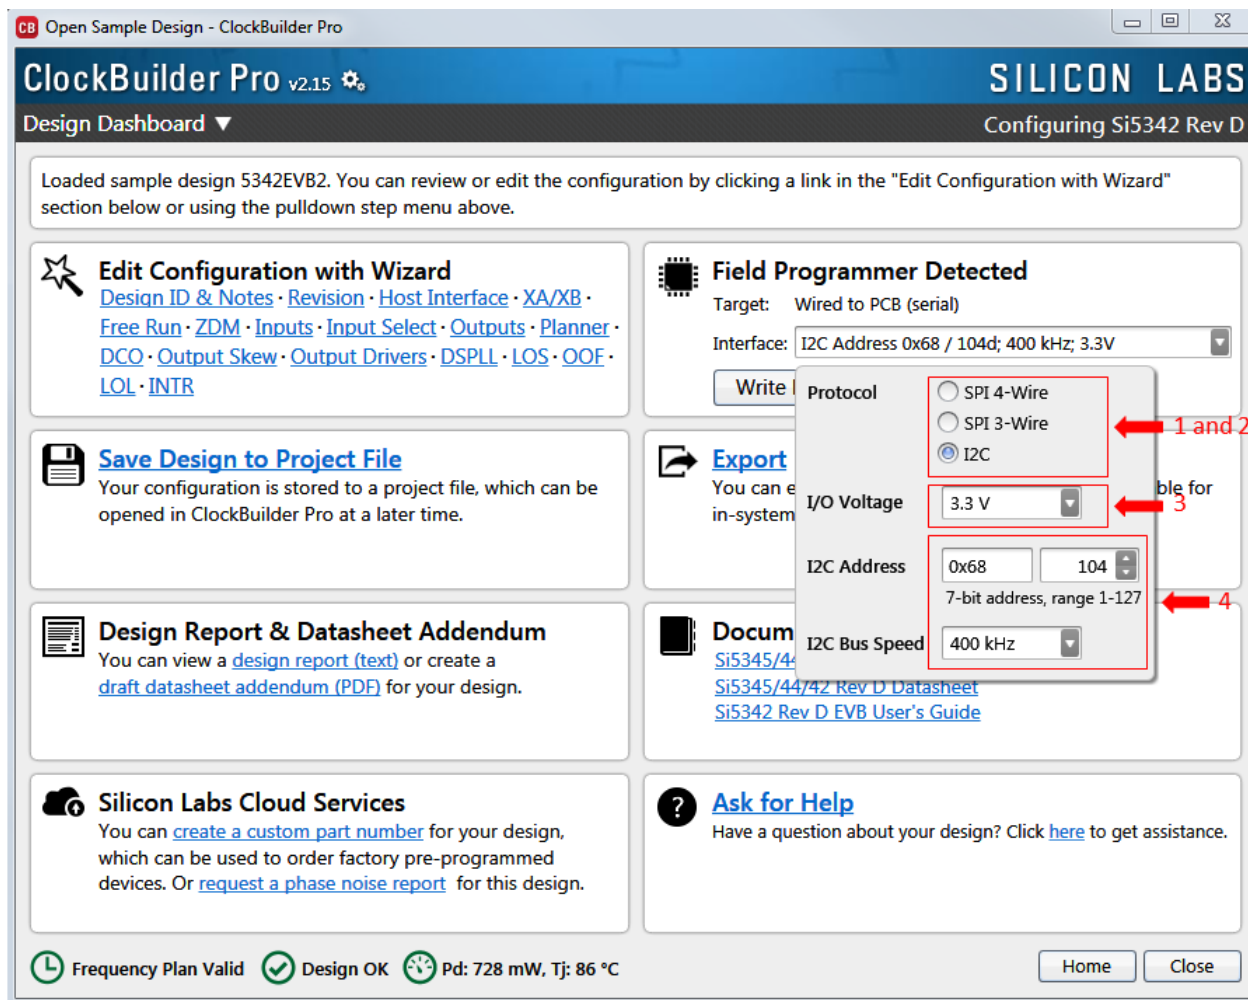 CB Open Sample Design - ClockBuilder Pro
ClockBuilder Pro v2.15
SILICON LABS
Design Dashboard ▼
Configuring Si5342 Rev D
Loaded sample design 5342EVB2. You can review or edit the configuration by clicking a link in the "Edit Configuration with Wizard"
section below or using the pulldown step menu above.
Edit Configuration with Wizard
Design ID & Notes · Revision · Host Interface · XA/XB ·
Free Run · ZDM · Inputs · Input Select · Outputs · Planner ·
DCO · Output Skew · Output Drivers · DSPLL · LOS · OOF ·
LOL · INTR
Field Programmer Detected
Target: Wired to PCB (serial)
Interface: I2C Address 0x68 / 104d; 400 kHz; 3.3V
Write
Protocol
SPI 4-Wire
SPI 3-Wire
I2C
1 and 2
I/O Voltage
3.3 V
3
I2C Address
0x68
104
7-bit address, range 1-127
4
I2C Bus Speed
400 kHz
Save Design to Project File
Your configuration is stored to a project file, which can be
opened in ClockBuilder Pro at a later time.
Export
You can e
ble for
in-system
Design Report & Datasheet Addendum
You can view a design report (text) or create a
draft datasheet addendum (PDF) for your design.
Docum
Si5345/44
Si5345/44/42 Rev D Datasheet
Si5342 Rev D EVB User's Guide
Silicon Labs Cloud Services
You can create a custom part number for your design,
which can be used to order factory pre-programmed
devices. Or request a phase noise report for this design.
? Ask for Help
Have a question about your design? Click here to get assistance.
Frequency Plan Valid
Design OK
Pd: 728 mW, Tj: 86 °C
Home
Close